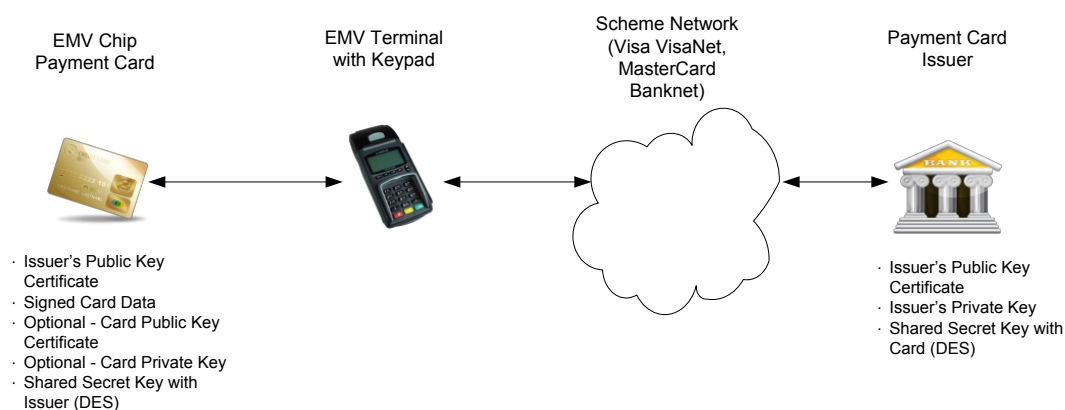 EMV Chip
Payment Card
EMV Terminal
with Keypad
Scheme Network
(Visa VisaNet,
MasterCard
Banknet)
Payment Card
Issuer
BANK
· Issuer's Public Key
Certificate
· Signed Card Data
· Optional - Card Public Key
Certificate
· Optional - Card Private Key
· Shared Secret Key with
Issuer (DES)
· Issuer's Public Key
Certificate
· Issuer's Private Key
· Shared Secret Key with
Card (DES)